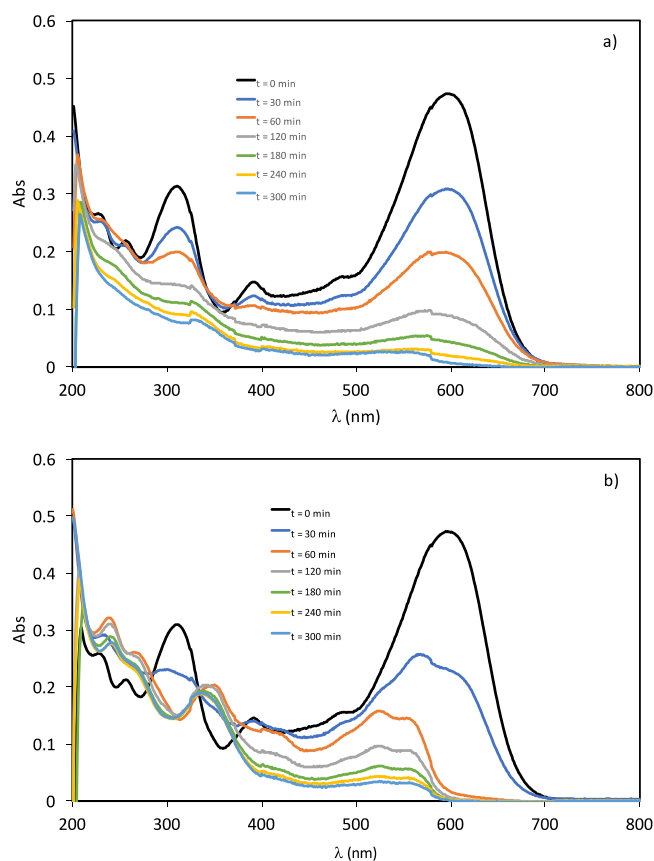 0.6
a)
0.5
t = 0 min
t = 30 min
0.4
t = 60 min
t = 120 min
Abs
0.3
t = 180 min
t = 240 min
t = 300 min
0.2
0.1
0
200 300 400 500 600 700 800
λ (nm)
0.6
b)
0.5
t = 0 min
t = 30 min
0.4
t = 60 min
t = 120 min
Abs
0.3
t = 180 min
t = 240 min
t = 300 min
0.2
0.1
0
200 300 400 500 600 700 800
λ (nm)